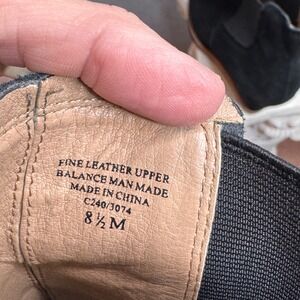 FINE LEATHER UPPER
BALANCE MAN MADE
MADE IN CHINA
C240/3074
8 ½ M